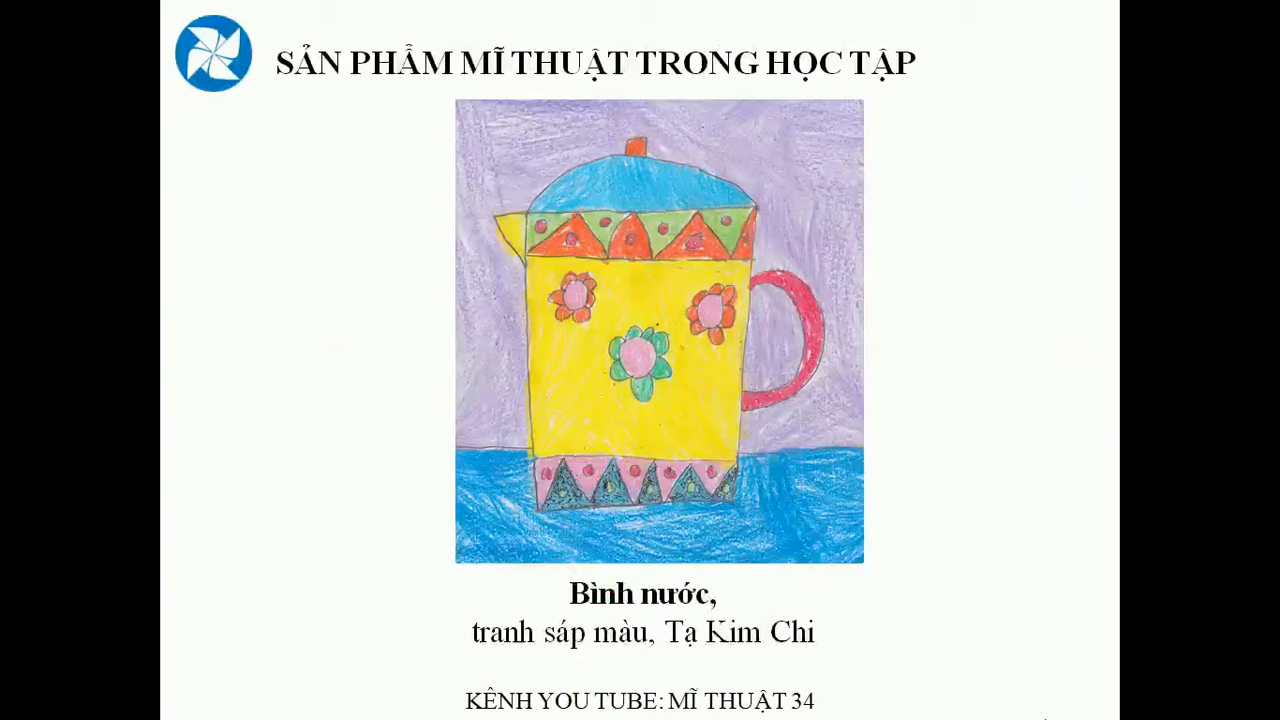 SẢN PHẨM MĨ THUẬT TRONG HỌC TẬP
Bình nước,
tranh sáp màu, Tạ Kim Chi
KÊNH YOU TUBE: MĨ THUẬT 34